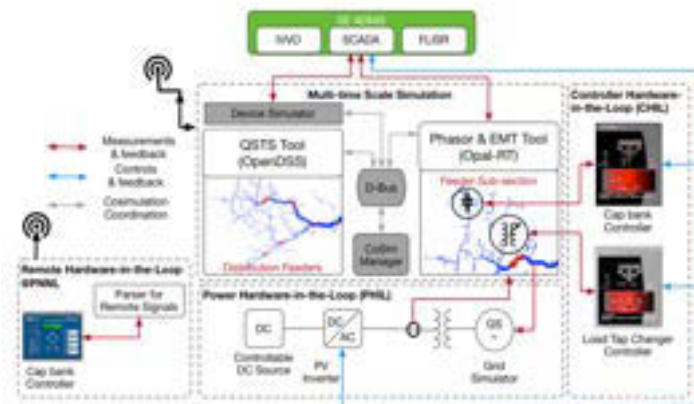 GE ADMS
IVVO
SCADA
FLISR
Multi-time Scale Simulation
Controller Hardware-
in-the-Loop (CHIL)
Device Simulator
QSTS Tool
(OpenDSS)
Phasor & EMT Tool
(Opal-RT)
Measurements
& feedback
Controls
& feedback
Cosimulation
Coordination
D-Bus
CoSim
Manager
Feeder Sub-section
Distribution Feeders
Cap bank
Controller
Remote Hardware-in-the-Loop
@PNNL
Parser for
Remote Signals
Cap bank
Controller
Power Hardware-in-the-Loop (PHIL)
DC
DC
AC
GS
~
Controllable
DC Source
PV
Inverter
Grid
Simulator
Load Tap Changer
Controller